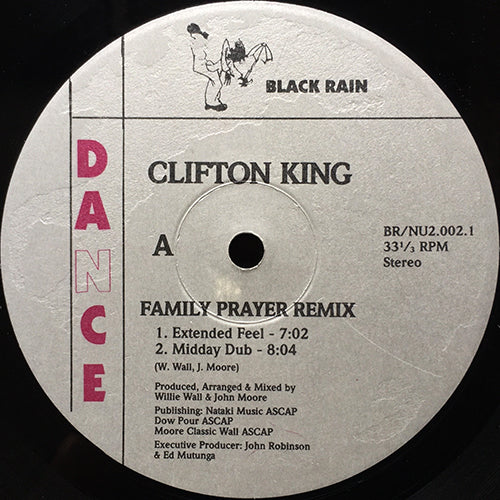 BLACK RAIN
DANCE
CLIFTON KING
A
BR/NU2.002.1
33 1/3 RPM
Stereo
FAMILY PRAYER REMIX
1. Extended Feel - 7:02
2. Midday Dub - 8:04
(W. Wall, J. Moore)
Produced, Arranged & Mixed by
Willie Wall & John Moore
Publishing: Nataki Music ASCAP
Dow Pour ASCAP
Moore Classic Wall ASCAP
Executive Producer: John Robinson
& Ed Mutunga